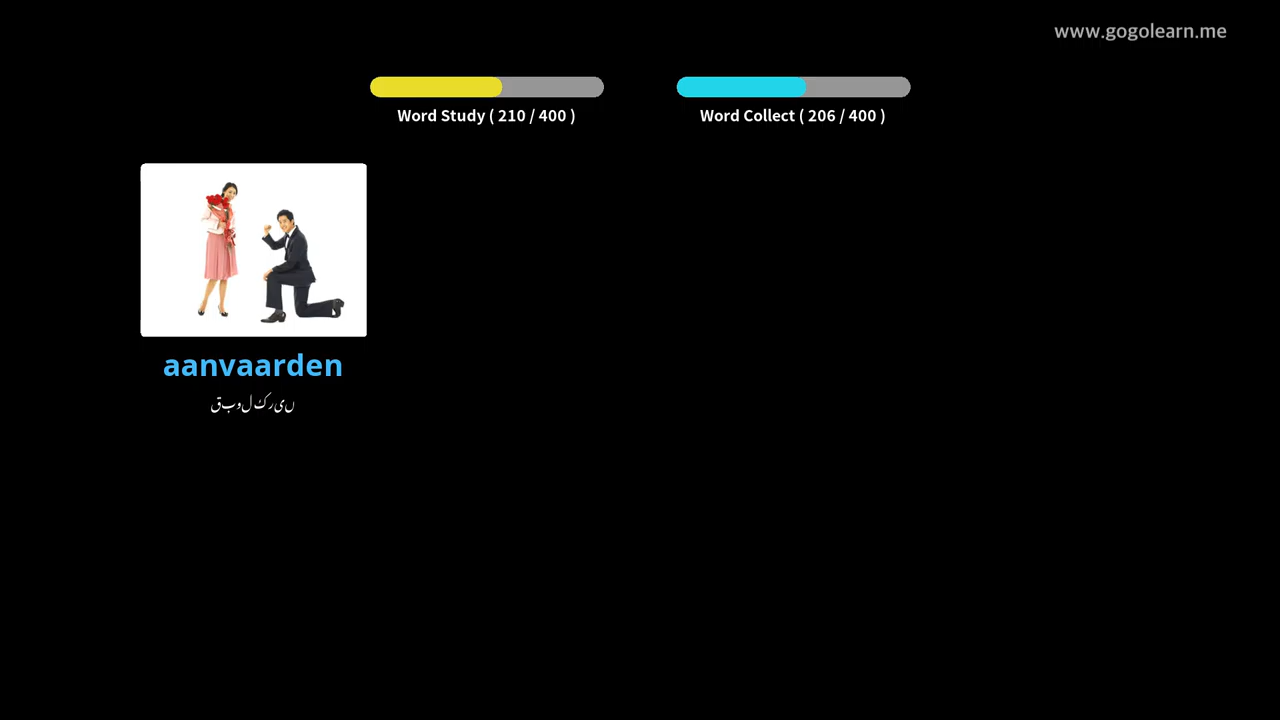 www.gogolearn.me
Word Study ( 210 / 400 )
Word Collect ( 206 / 400 )
aanvaarden
قبول کریں